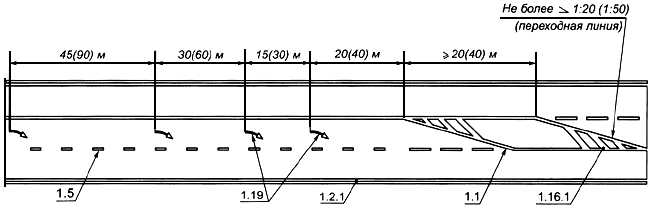 Не более ⦣ 1:20 (1:50)
(переходная линия)
45(90) м
30(60) м
15(30) м
20(40) м
⩾20(40) м
1.5
1.19
1.2.1
1.1
1.16.1